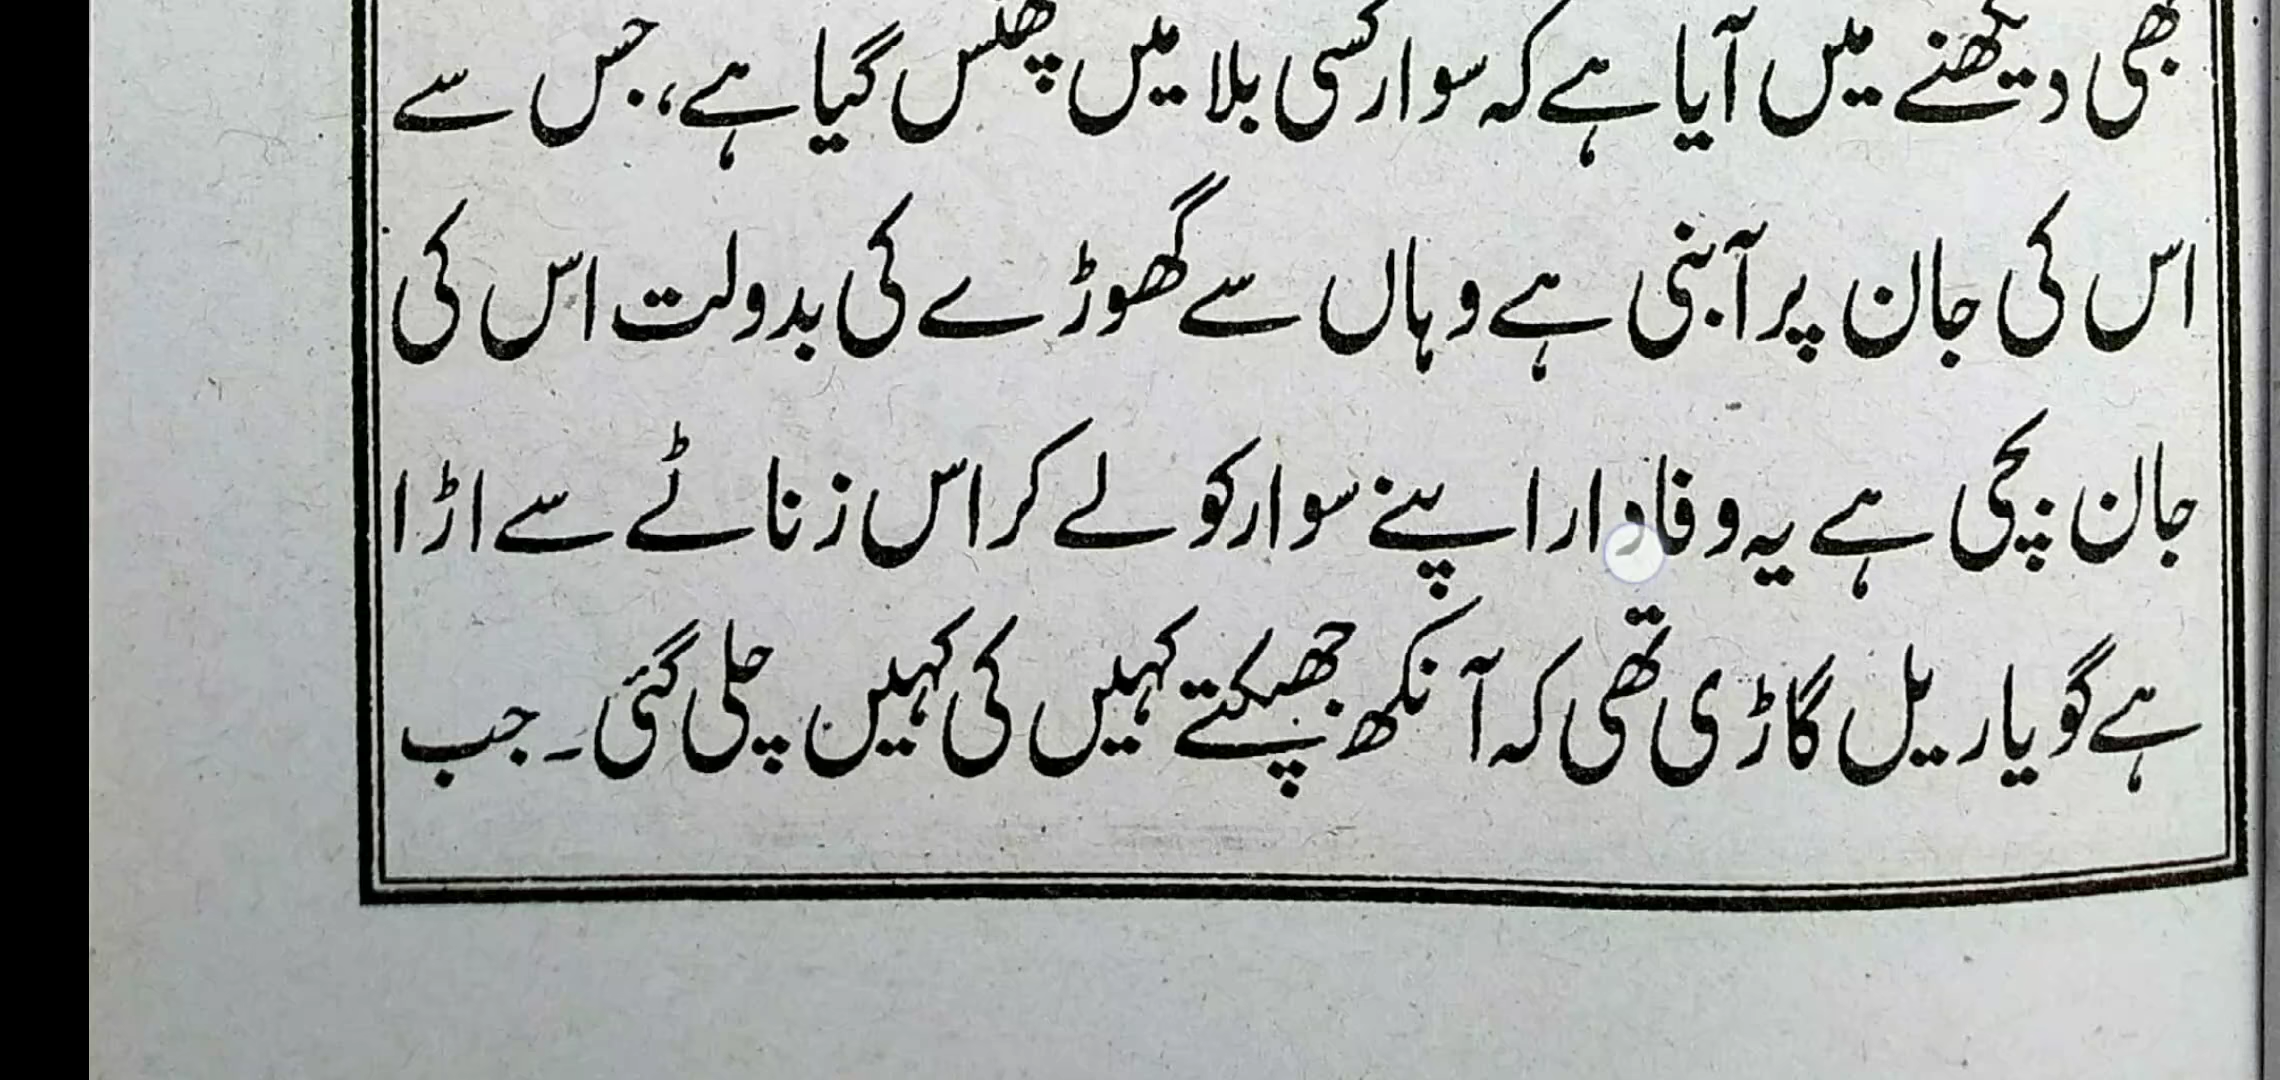 بھی دیکھنے میں آیا ہے کہ سوار کسی بلا میں پھنس گیا ہے، جس سے
اس کی جان پر آبنی ہے وہاں سے گھوڑے کی بدولت اس کی
جان بچی ہے یہ وفادار اپنے سوار کو لے کر اس زناٹے سے اڑا
ہے گویا ریل گاڑی تھی کہ آنکھ جھپکتے کہیں کی کہیں چلی گئی۔ جب